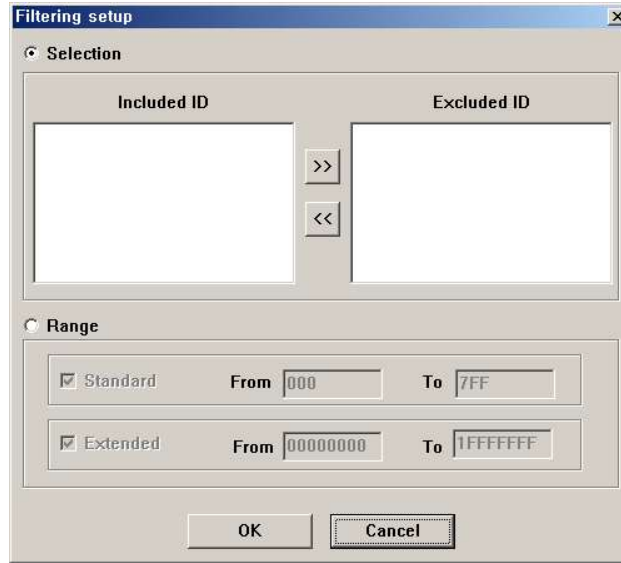 Filtering setup
Selection
Included ID Excluded ID
>>
<<
Range
Standard From 000 To 7FF
Extended From 00000000 To 1FFFFFFF
OK Cancel